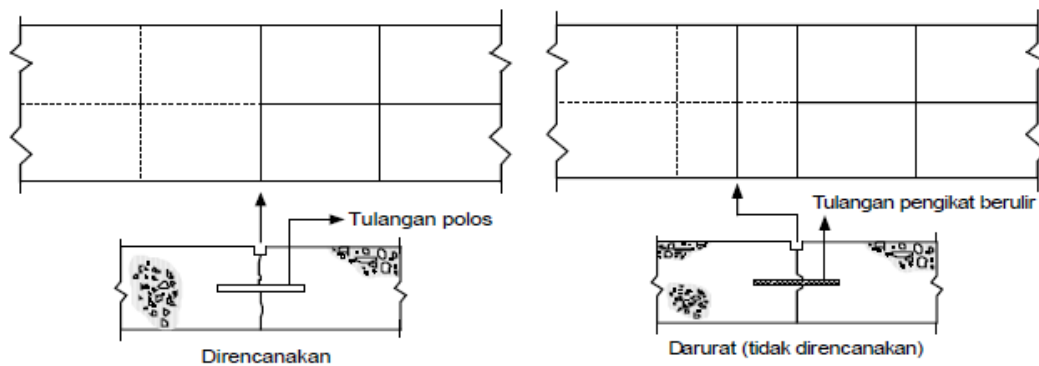 Tulangan polos
Direncanakan
Tulangan pengikat berulir
Darurat (tidak direncanakan)